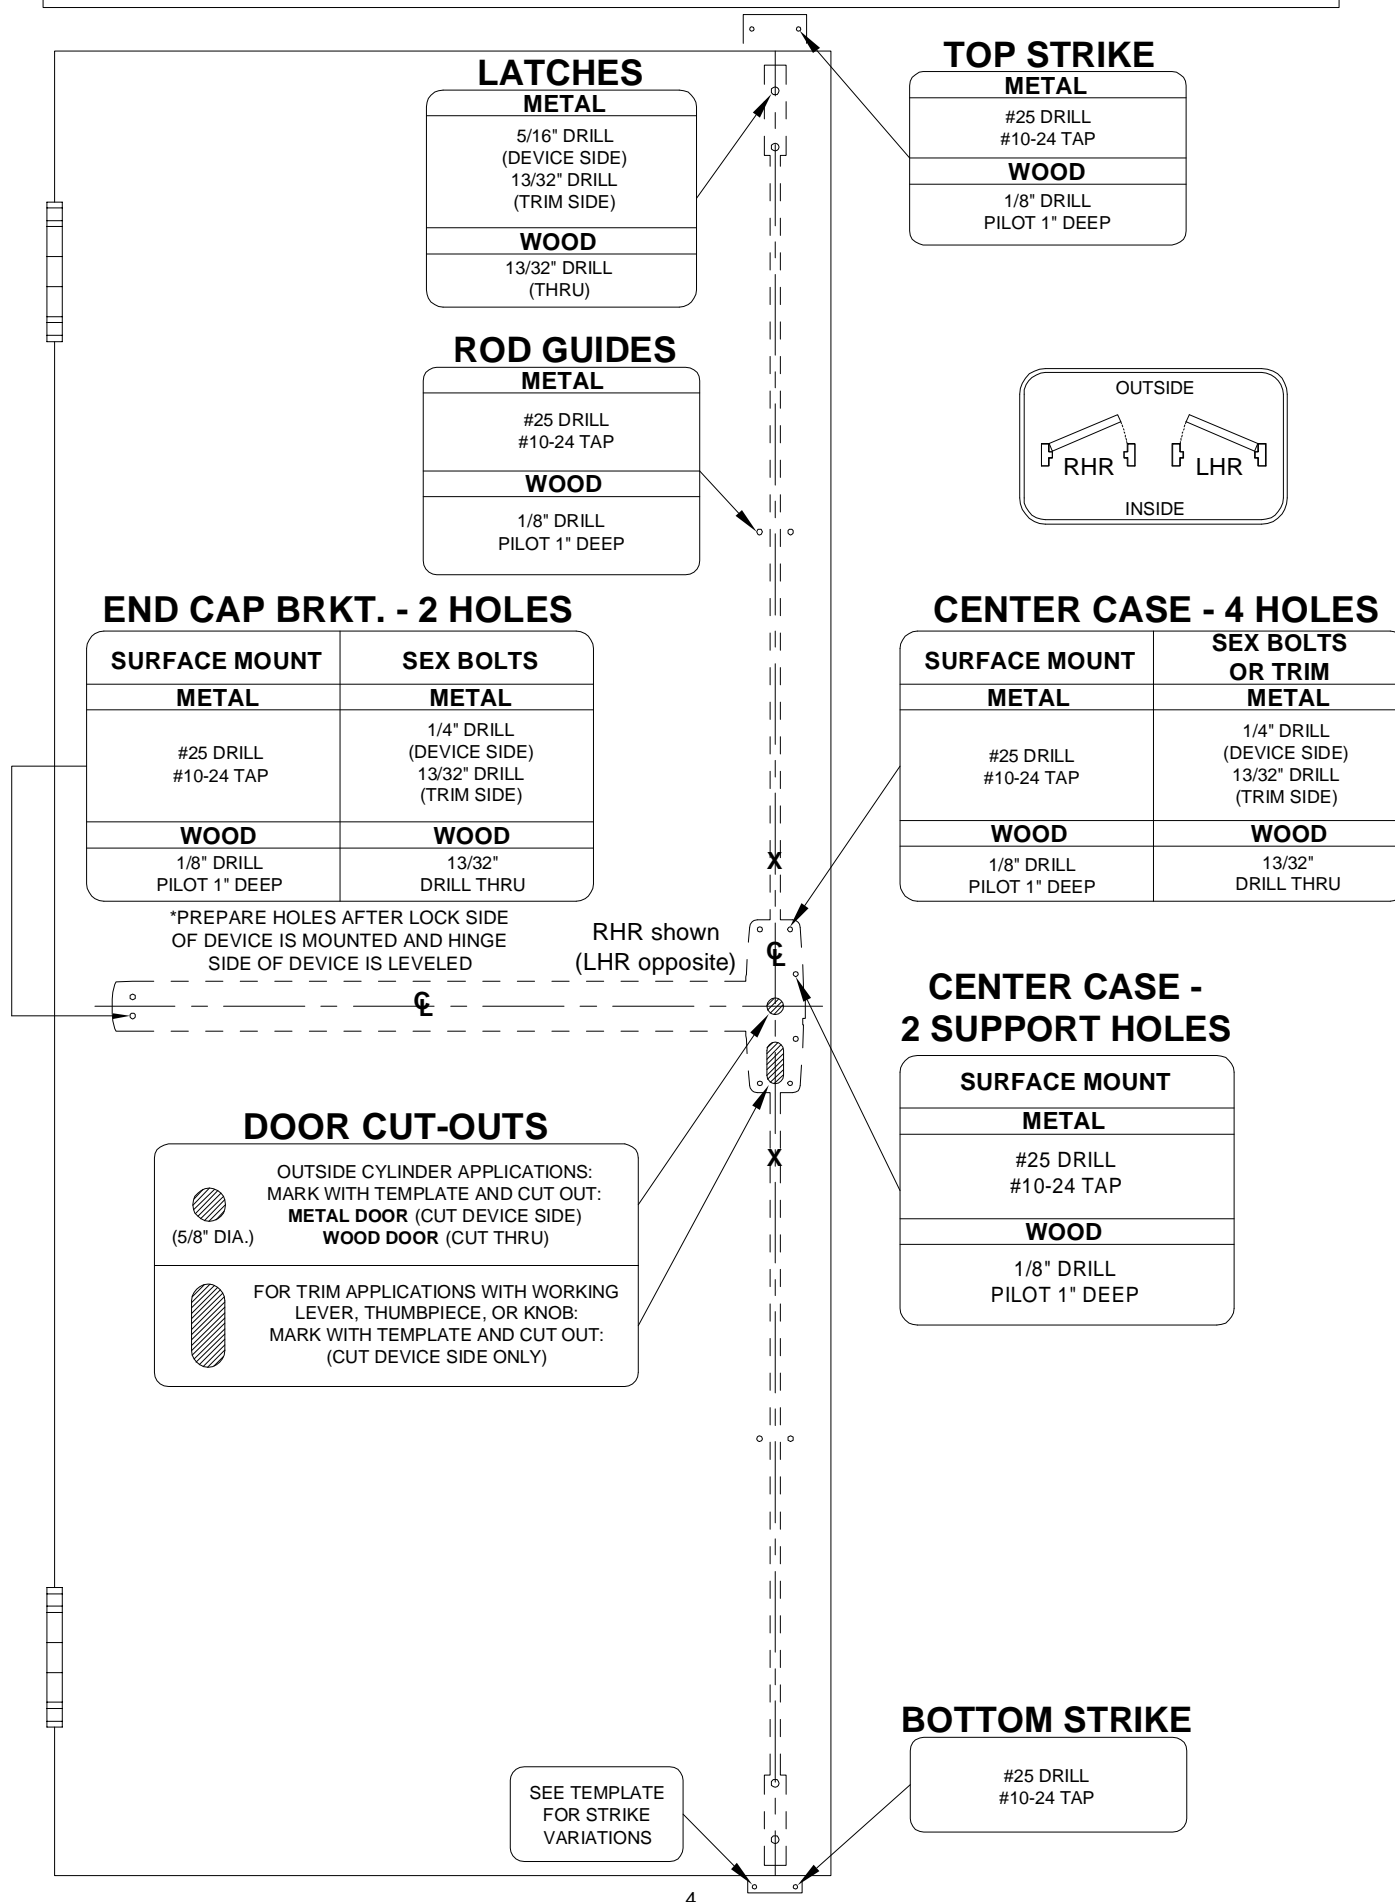 LATCHES
METAL
5/16" DRILL
(DEVICE SIDE)
13/32" DRILL
(TRIM SIDE)
WOOD
13/32" DRILL
(THRU)
TOP STRIKE
METAL
#25 DRILL
#10-24 TAP
WOOD
1/8" DRILL
PILOT 1" DEEP
ROD GUIDES
METAL
#25 DRILL
#10-24 TAP
WOOD
1/8" DRILL
PILOT 1" DEEP
OUTSIDE
RHR
LHR
INSIDE
END CAP BRKT. - 2 HOLES
SURFACE MOUNT
METAL
#25 DRILL
#10-24 TAP
WOOD
1/8" DRILL
PILOT 1" DEEP
SEX BOLTS
METAL
1/4" DRILL
(DEVICE SIDE)
13/32" DRILL
(TRIM SIDE)
WOOD
13/32"
DRILL THRU
*PREPARE HOLES AFTER LOCK SIDE
OF DEVICE IS MOUNTED AND HINGE
SIDE OF DEVICE IS LEVELED
CENTER CASE - 4 HOLES
SURFACE MOUNT
METAL
#25 DRILL
#10-24 TAP
WOOD
1/8" DRILL
PILOT 1" DEEP
SEX BOLTS
OR TRIM
METAL
1/4" DRILL
(DEVICE SIDE)
13/32" DRILL
(TRIM SIDE)
WOOD
13/32"
DRILL THRU
X
RHR shown
(LHR opposite)
℄
℄
CENTER CASE -
2 SUPPORT HOLES
SURFACE MOUNT
METAL
#25 DRILL
#10-24 TAP
WOOD
1/8" DRILL
PILOT 1" DEEP
X
DOOR CUT-OUTS
(5/8" DIA.)
OUTSIDE CYLINDER APPLICATIONS:
MARK WITH TEMPLATE AND CUT OUT:
METAL DOOR (CUT DEVICE SIDE)
WOOD DOOR (CUT THRU)
FOR TRIM APPLICATIONS WITH WORKING
LEVER, THUMBPIECE, OR KNOB:
MARK WITH TEMPLATE AND CUT OUT:
(CUT DEVICE SIDE ONLY)
SEE TEMPLATE
FOR STRIKE
VARIATIONS
BOTTOM STRIKE
#25 DRILL
#10-24 TAP
4